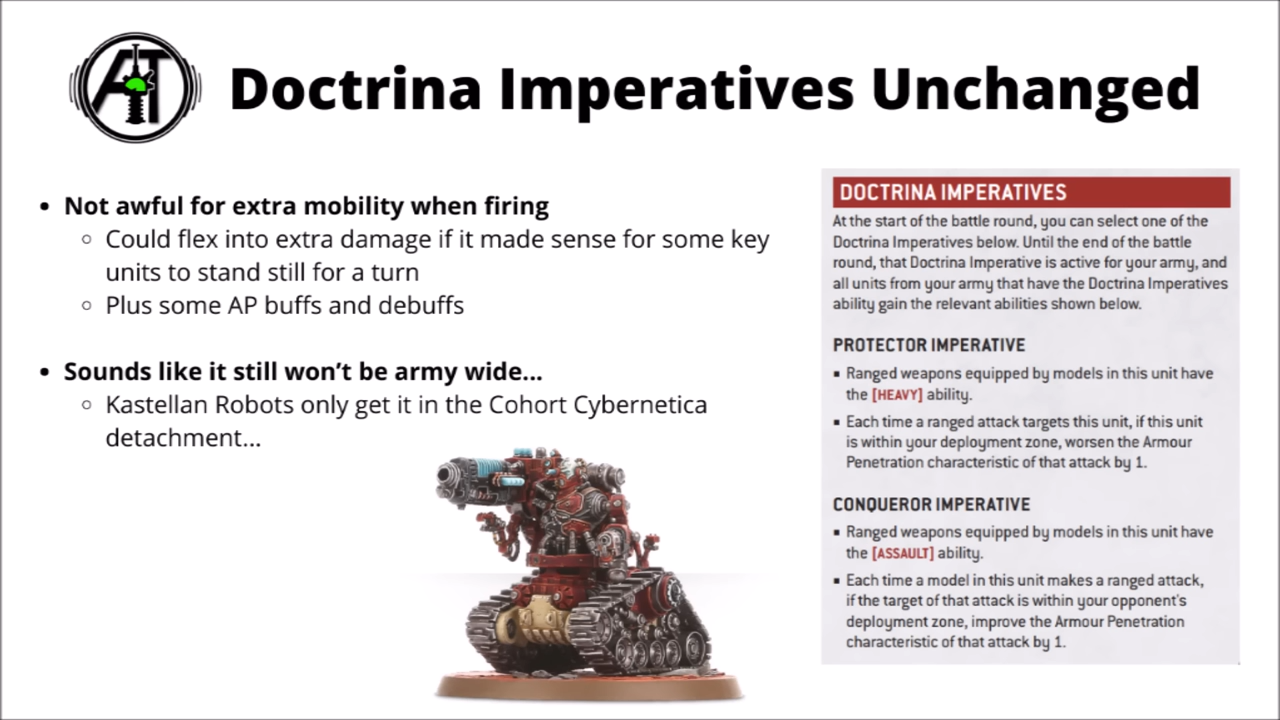 AT
Doctrina Imperatives Unchanged
• Not awful for extra mobility when firing
◦ Could flex into extra damage if it made sense for some key
units to stand still for a turn
◦ Plus some AP buffs and debuffs
• Sounds like it still won’t be army wide...
◦ Kastellan Robots only get it in the Cohort Cybernetica
detachment...
DOCTRINA IMPERATIVES
At the start of the battle round, you can select one of the
Doctrina Imperatives below. Until the end of the battle
round, that Doctrina Imperative is active for your army, and
all units from your army that have the Doctrina Imperatives
ability gain the relevant abilities shown below.
PROTECTOR IMPERATIVE
▪ Ranged weapons equipped by models in this unit have
the [HEAVY] ability.
▪ Each time a ranged attack targets this unit, if this unit
is within your deployment zone, worsen the Armour
Penetration characteristic of that attack by 1.
CONQUEROR IMPERATIVE
▪ Ranged weapons equipped by models in this unit have
the [ASSAULT] ability.
▪ Each time a model in this unit makes a ranged attack,
if the target of that attack is within your opponent's
deployment zone, improve the Armour Penetration
characteristic of that attack by 1.